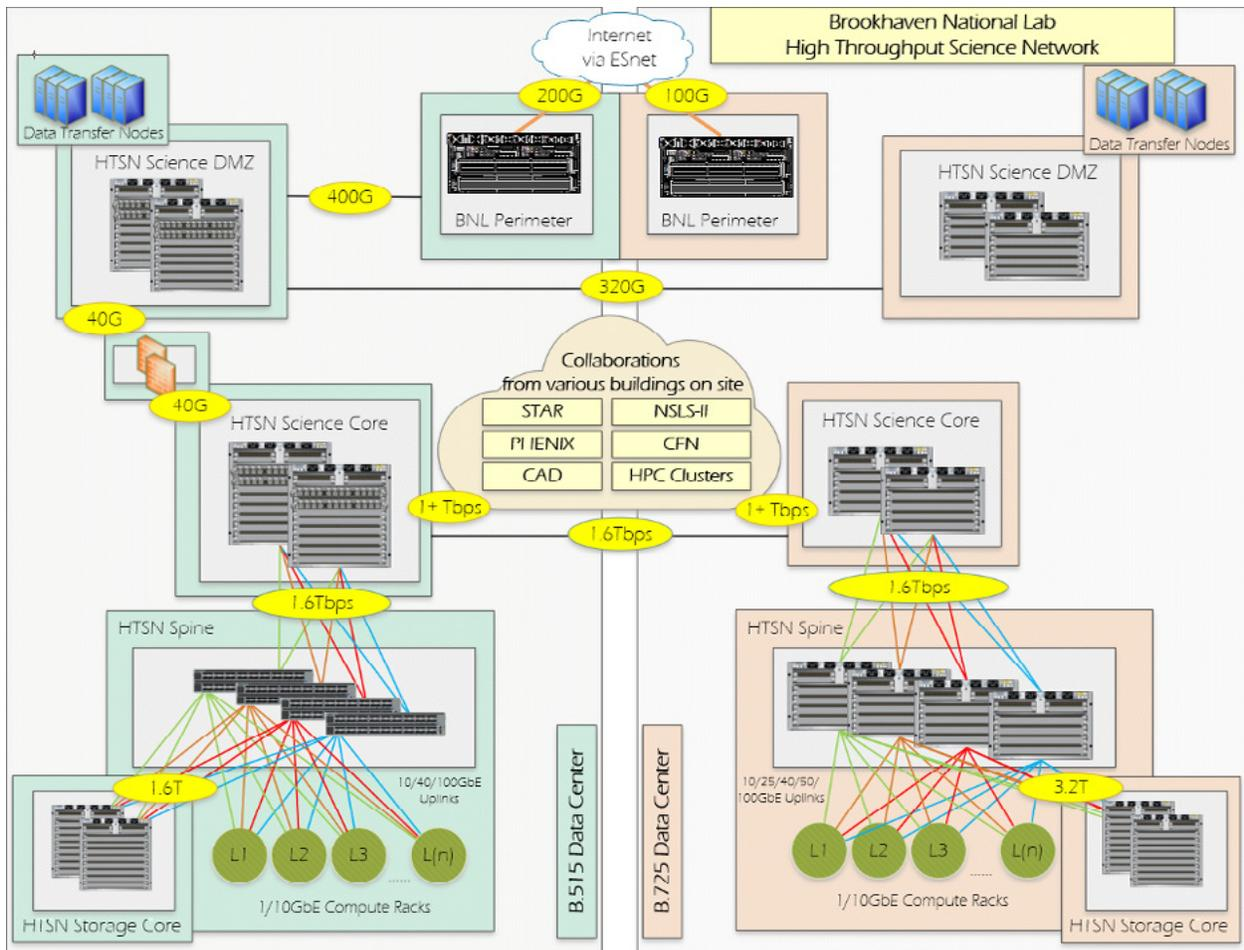 Brookhaven National Lab
High Throughput Science Network
Internet
via ESnet
200G
100G
Data Transfer Nodes
Data Transfer Nodes
HTSN Science DMZ
HTSN Science DMZ
400G
BNL Perimeter
BNL Perimeter
320G
40G
40G
Collaborations
from various buildings on site
STAR
NSLS-II
PHENIX
CFN
CAD
HPC Clusters
HTSN Science Core
HTSN Science Core
1+ Tbps
1+ Tbps
1.6Tbps
1.6Tbps
1.6Tbps
HTSN Spine
HTSN Spine
1.6T
10/40/100GbE
Uplinks
10/25/40/50/
100GbE Uplinks
3.2T
B.515 Data Center
B.725 Data Center
L1
L2
L3
......
L(n)
L1
L2
L3
......
L(n)
1/10GbE Compute Racks
1/10GbE Compute Racks
HTSN Storage Core
HTSN Storage Core